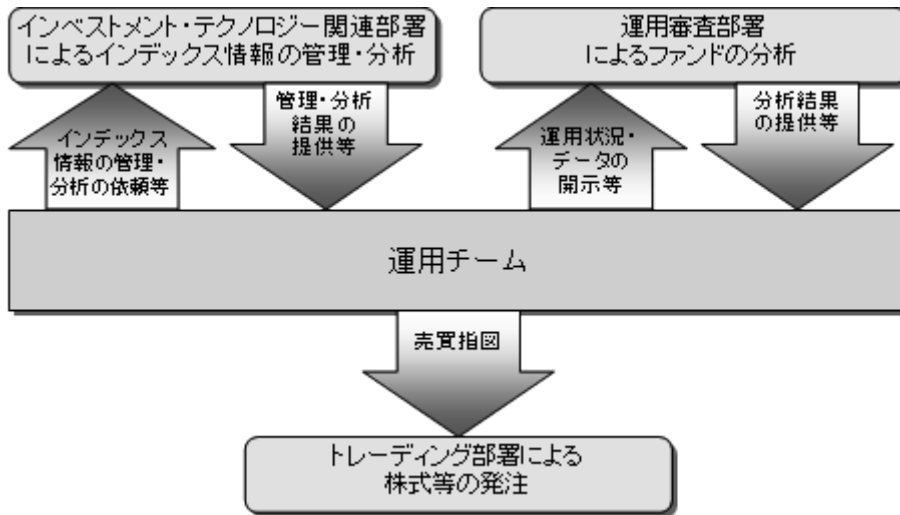 インベストメント・テクノロジー関連部署
によるインデックス情報の管理・分析
運用審査部署
によるファンドの分析
インデックス
情報の管理・
分析の依頼等
管理・分析
結果の
提供等
運用状況・
データの
開示等
分析結果
の提供等
運用チーム
売買指図
トレーディング部署による
株式等の発注